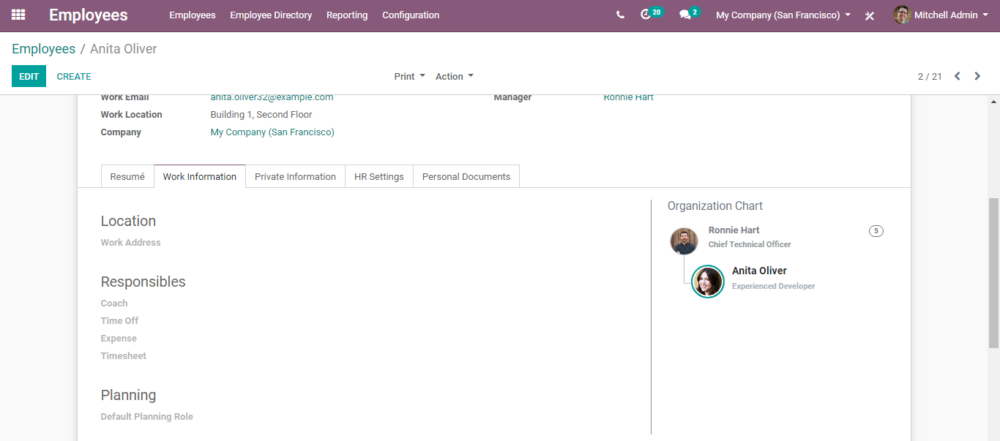 Employees Employees Employee Directory Reporting Configuration 20 2 My Company (San Francisco) Mitchell Admin
Employees / Anita Oliver
EDIT CREATE Print Action 2 / 21
Work Email anita.oliver32@example.com Manager Ronnie Hart
Work Location Building 1, Second Floor
Company My Company (San Francisco)
Resumé Work Information Private Information HR Settings Personal Documents
Organization Chart
Location
Ronnie Hart 5
Work Address
Chief Technical Officer
Anita Oliver
Responsibles
Experienced Developer
Coach
Time Off
Expense
Timesheet
Planning
Default Planning Role